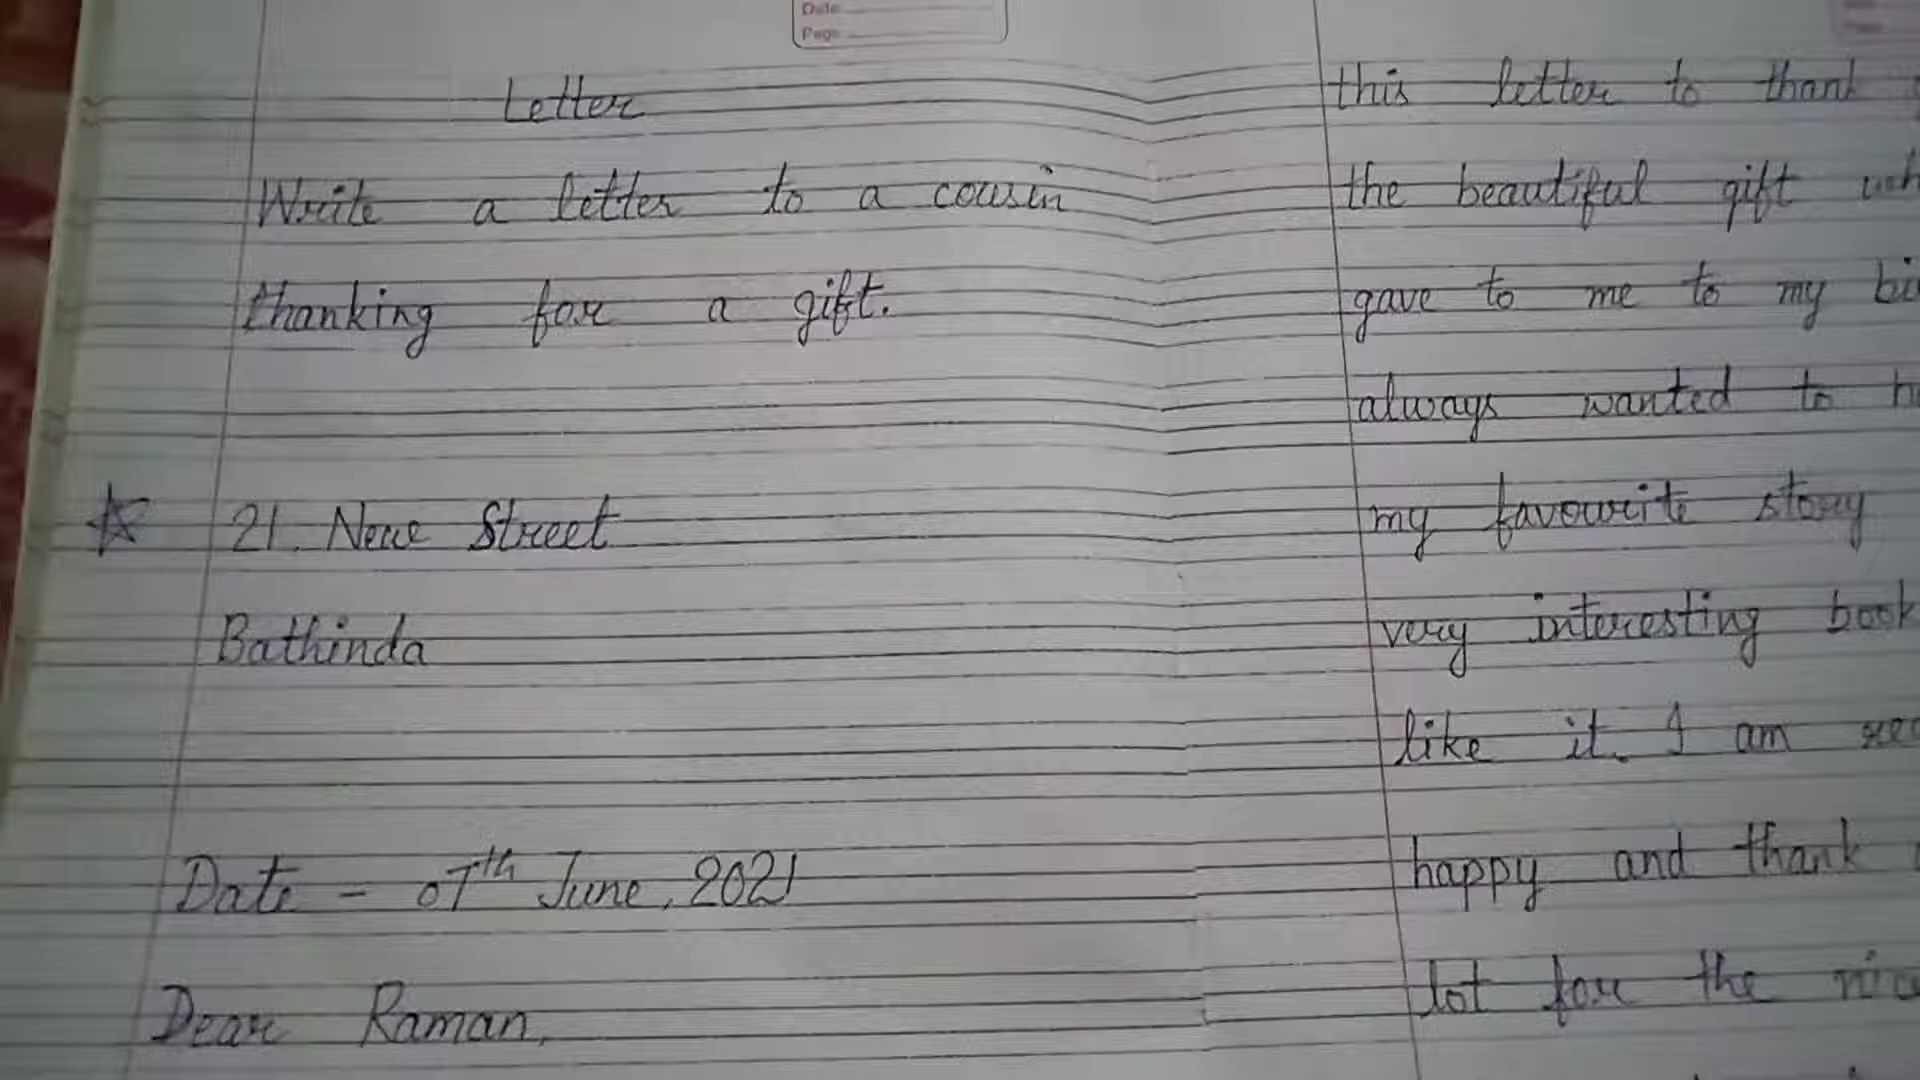 Date
Page
Letter
Write a letter to a cousin
thanking for a gift.
21. New Street
Bathinda
Date - 07th June, 2021
Dear Raman,
this letter to thank
the beautiful gift
gave to me to my
always wanted to
my favourite story
very interesting book
like it. I am
happy and thank
lot for the